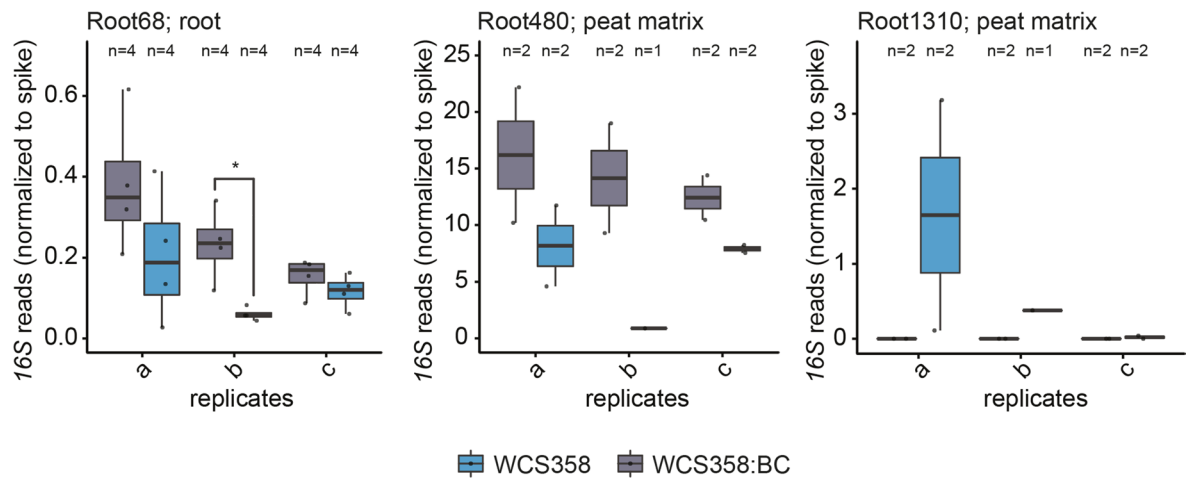 Root68; root
n=4 n=4 n=4 n=4 n=4 n=4
16S reads (normalized to spike)
0.6
0.4
0.2
0.0
*
a b c
replicates
Root480; peat matrix
n=2 n=2 n=2 n=1 n=2 n=2
16S reads (normalized to spike)
25
20
15
10
5
0
a b c
replicates
Root1310; peat matrix
n=2 n=2 n=2 n=1 n=2 n=2
16S reads (normalized to spike)
3
2
1
0
a b c
replicates
WCS358 WCS358:BC